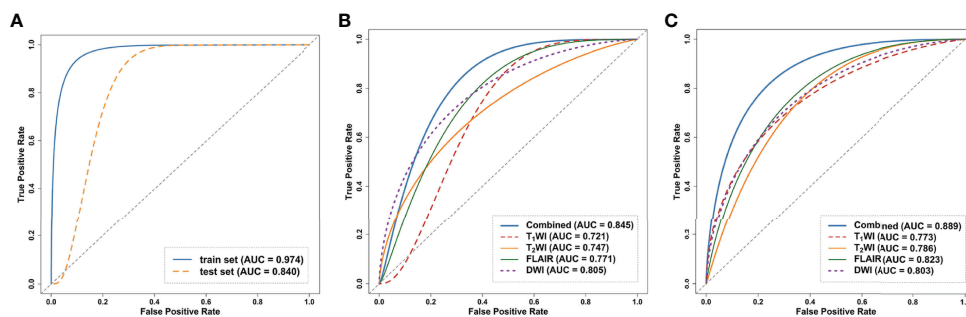 A
B
C
True Positive Rate
0.0
0.2
0.4
0.6
0.8
1.0
train set (AUC = 0.974)
test set (AUC = 0.840)
0.0
0.2
0.4
0.6
0.8
1.0
False Positive Rate
True Positive Rate
0.0
0.2
0.4
0.6
0.8
1.0
Combined (AUC = 0.845)
T₁WI (AUC = 0.721)
T₂WI (AUC = 0.747)
FLAIR (AUC = 0.771)
DWI (AUC = 0.805)
0.0
0.2
0.4
0.6
0.8
1.0
False Positive Rate
True Positive Rate
0.0
0.2
0.4
0.6
0.8
1.0
Combined (AUC = 0.889)
T₁WI (AUC = 0.773)
T₂WI (AUC = 0.786)
FLAIR (AUC = 0.823)
DWI (AUC = 0.803)
0.0
0.2
0.4
0.6
0.8
1.0
False Positive Rate